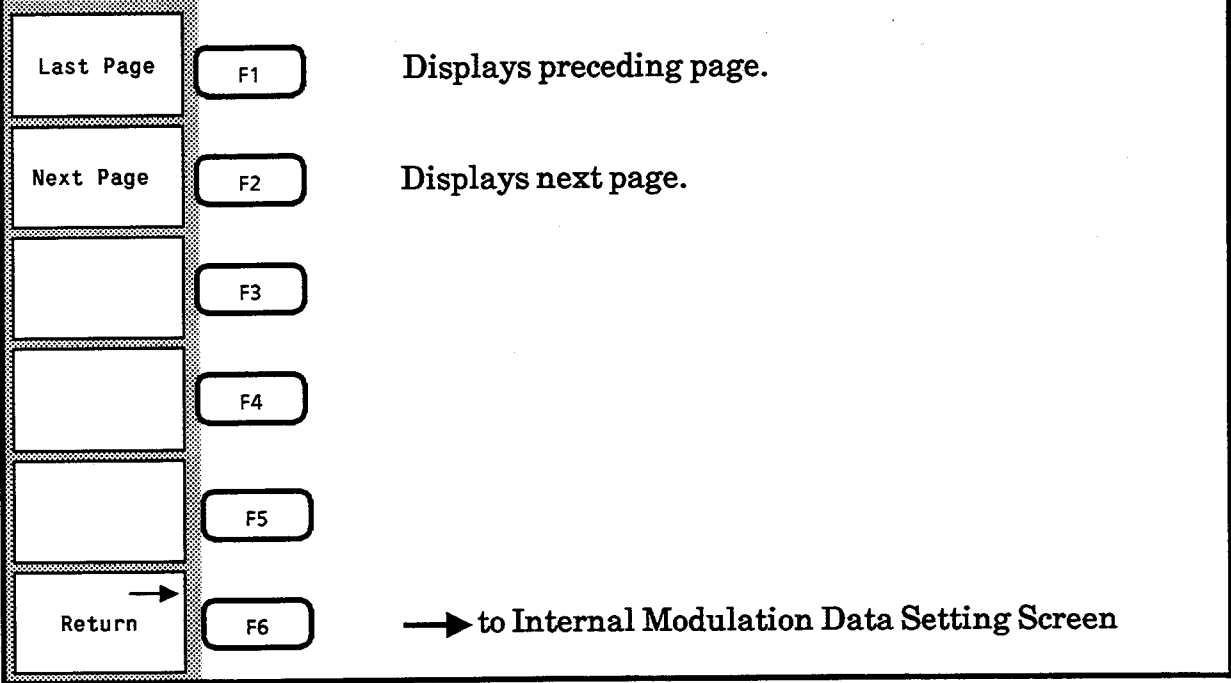 Last Page F1 Displays preceding page.
Next Page F2 Displays next page.
F3
F4
F5
Return F6 to Internal Modulation Data Setting Screen